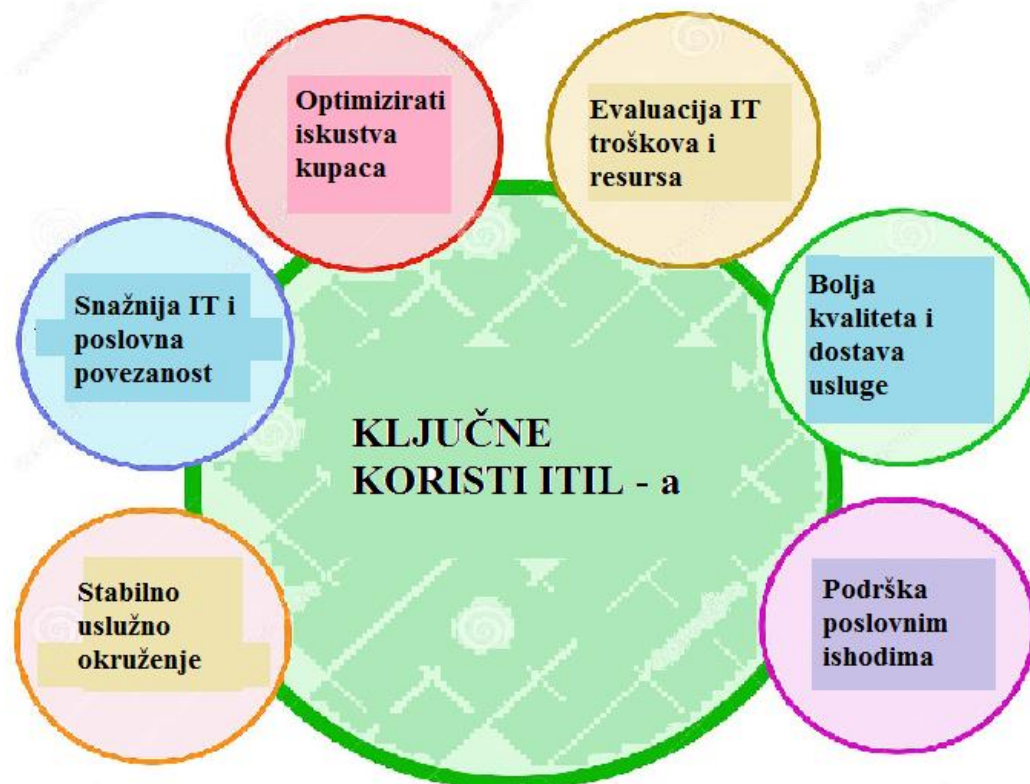 Optimizirati
iskustva
kupaca
Evaluacija IT
troškova i
resursa
Snažnija IT i
poslovna
povezanost
Bolja
kvaliteta i
dostava
usluge
KLJUČNE
KORISTI ITIL - a
Stabilno
uslužno
okruženje
Podrška
poslovnim
ishodima